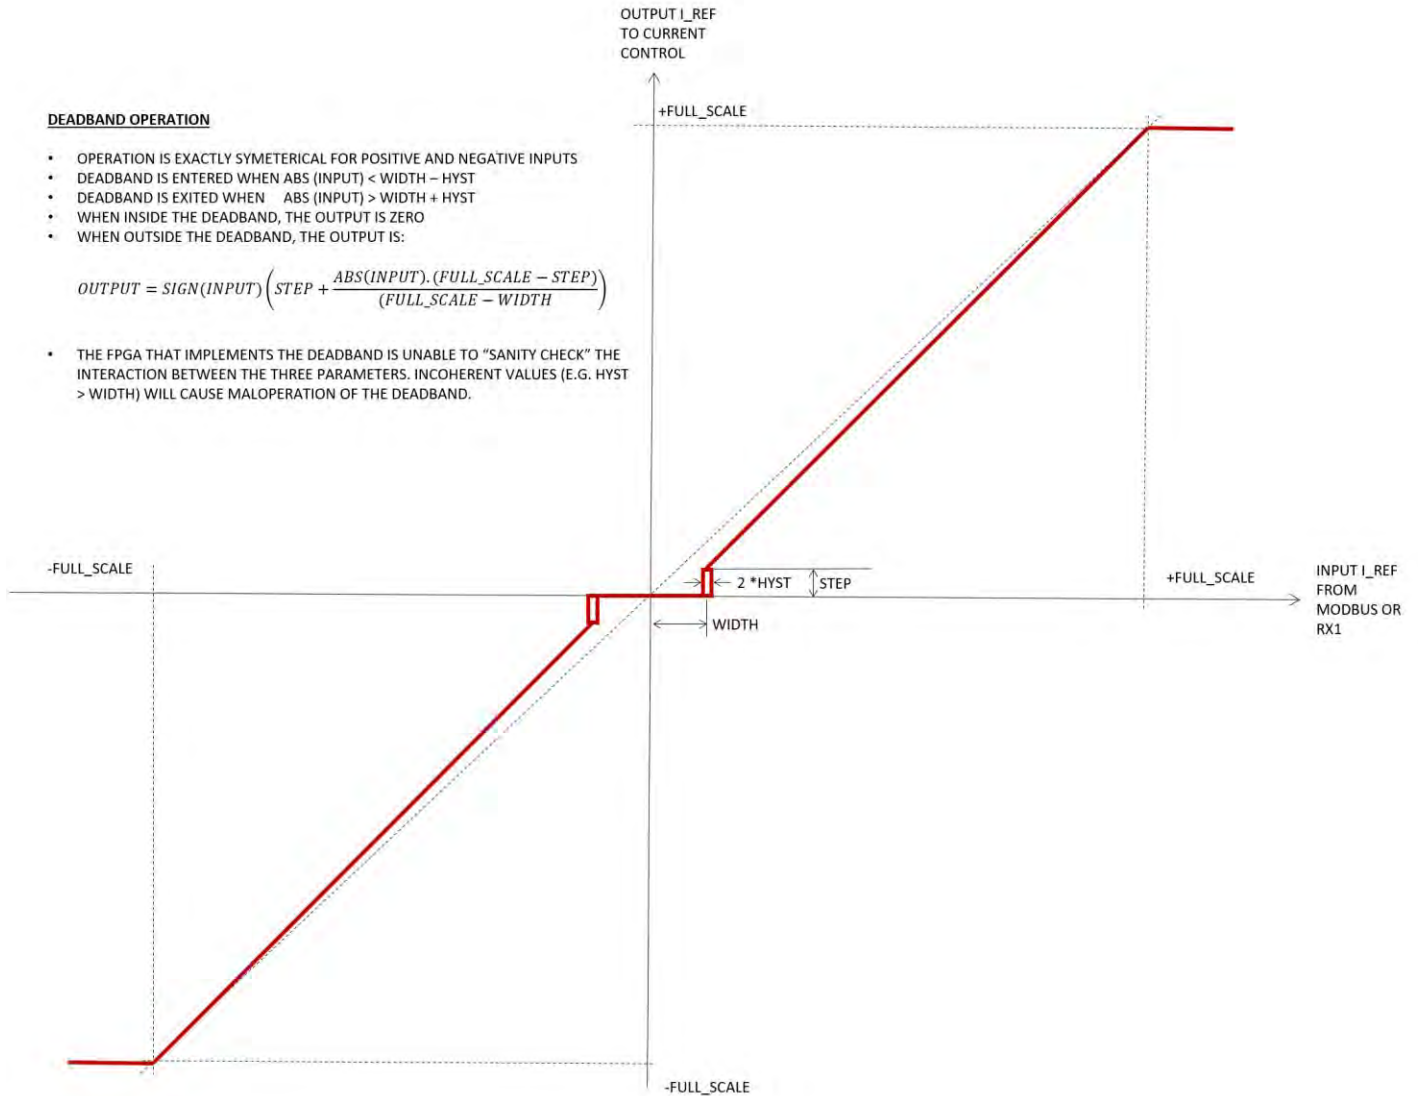 OUTPUT I_REF
TO CURRENT
CONTROL
+FULL_SCALE
DEADBAND OPERATION
• OPERATION IS EXACTLY SYMETERICAL FOR POSITIVE AND NEGATIVE INPUTS
• DEADBAND IS ENTERED WHEN ABS (INPUT) < WIDTH – HYST
• DEADBAND IS EXITED WHEN ABS (INPUT) > WIDTH + HYST
• WHEN INSIDE THE DEADBAND, THE OUTPUT IS ZERO
• WHEN OUTSIDE THE DEADBAND, THE OUTPUT IS:
OUTPUT = SIGN(INPUT) (STEP + ABS(INPUT).(FULL_SCALE − STEP) / (FULL_SCALE − WIDTH)
• THE FPGA THAT IMPLEMENTS THE DEADBAND IS UNABLE TO “SANITY CHECK” THE
INTERACTION BETWEEN THE THREE PARAMETERS. INCOHERENT VALUES (E.G. HYST
> WIDTH) WILL CAUSE MALOPERATION OF THE DEADBAND.
-FULL_SCALE
2 *HYST
STEP
+FULL_SCALE
INPUT I_REF
FROM
MODBUS OR
RX1
WIDTH
-FULL_SCALE